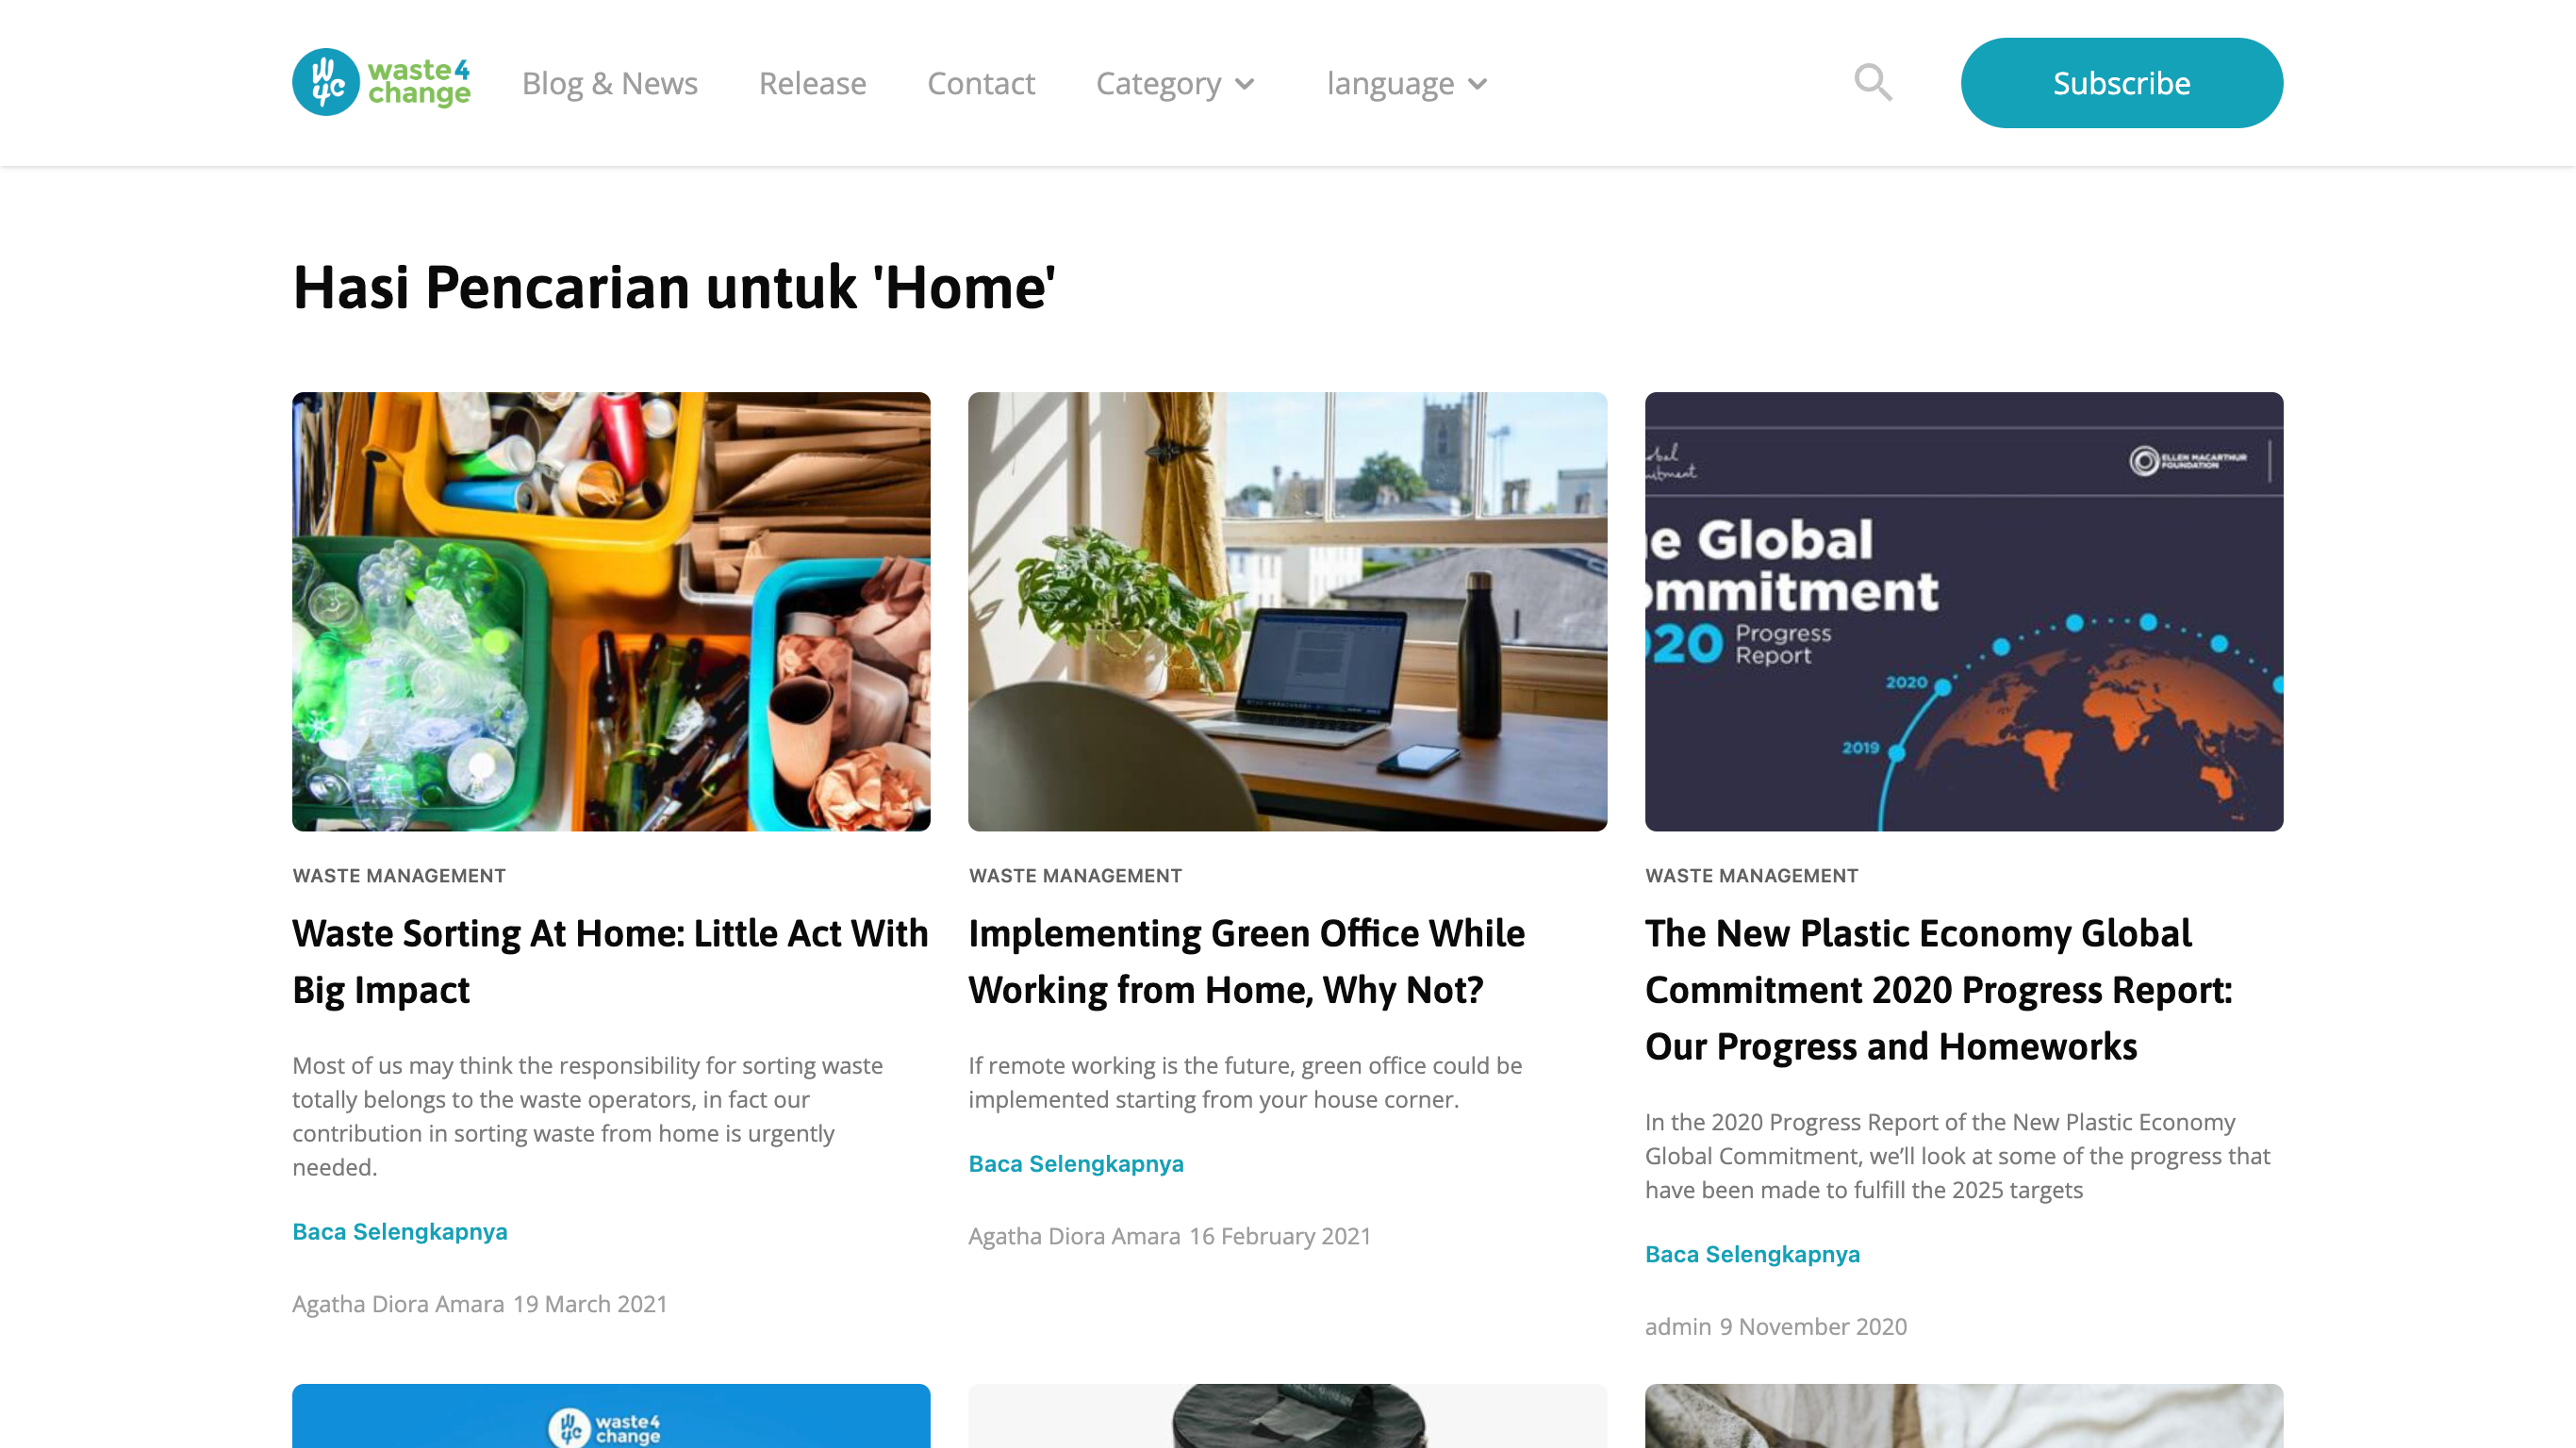 waste4
change
Blog & News
Release
Contact
Category
language
Subscribe
Hasi Pencarian untuk 'Home'
ELLEN MACARTHUR
FOUNDATION
e Global
ommitment
20 Progress
Report
2020
2019
WASTE MANAGEMENT
Waste Sorting At Home: Little Act With
Big Impact
Most of us may think the responsibility for sorting waste
totally belongs to the waste operators, in fact our
contribution in sorting waste from home is urgently
needed.
Baca Selengkapnya
Agatha Diora Amara 19 March 2021
WASTE MANAGEMENT
Implementing Green Office While
Working from Home, Why Not?
If remote working is the future, green office could be
implemented starting from your house corner.
Baca Selengkapnya
Agatha Diora Amara 16 February 2021
WASTE MANAGEMENT
The New Plastic Economy Global
Commitment 2020 Progress Report:
Our Progress and Homeworks
In the 2020 Progress Report of the New Plastic Economy
Global Commitment, we’ll look at some of the progress that
have been made to fulfill the 2025 targets
Baca Selengkapnya
admin 9 November 2020
waste4
change